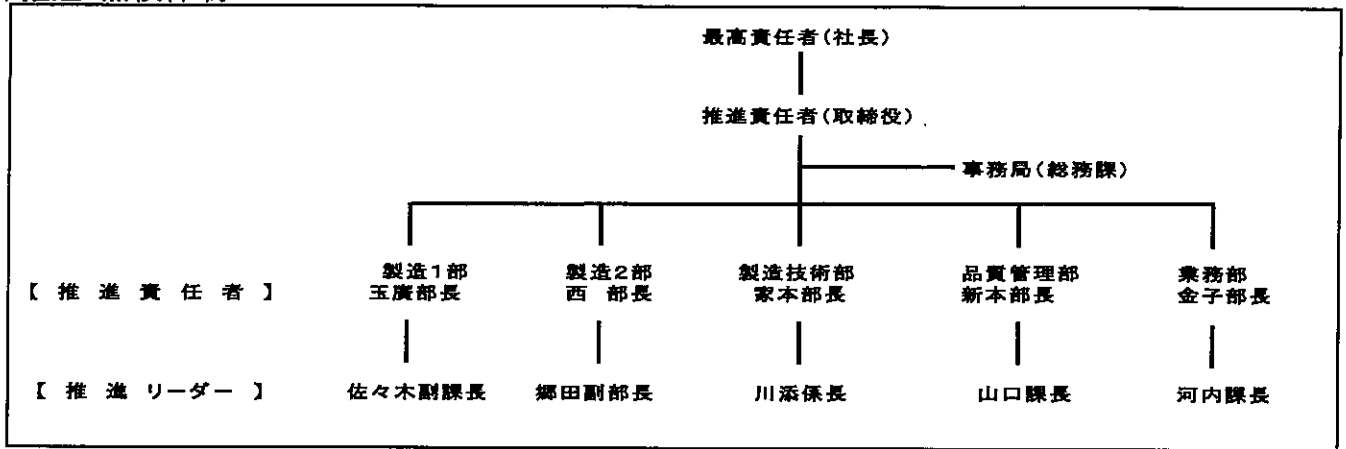 最高責任者(社長)
推進責任者(取締役)
事務局(総務課)
製造1部 製造2部 製造技術部 品質管理部 業務部
【 推 進 責 任 者 】 玉廣部長 西 部長 家本部長 新本部長 金子部長
【 推 進 リーダー 】 佐々木副課長 郷田副部長 川添係長 山口課長 河内課長